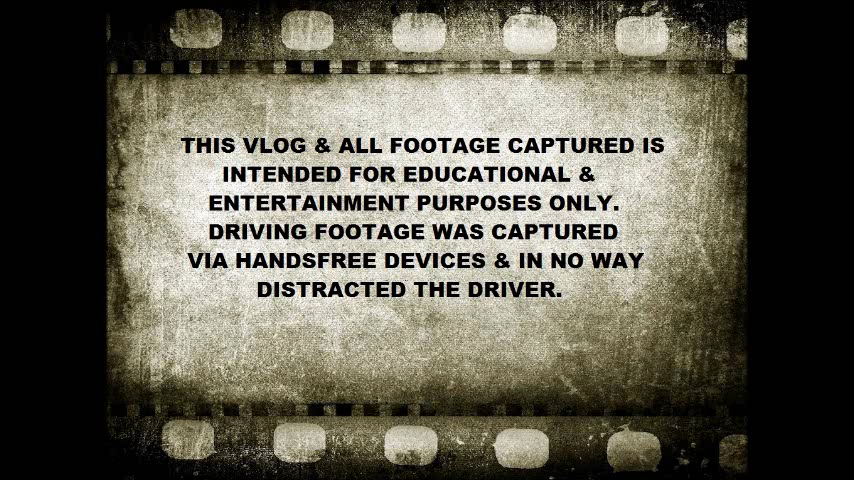 THIS VLOG & ALL FOOTAGE CAPTURED IS
INTENDED FOR EDUCATIONAL &
ENTERTAINMENT PURPOSES ONLY.
DRIVING FOOTAGE WAS CAPTURED
VIA HANDSFREE DEVICES & IN NO WAY
DISTRACTED THE DRIVER.